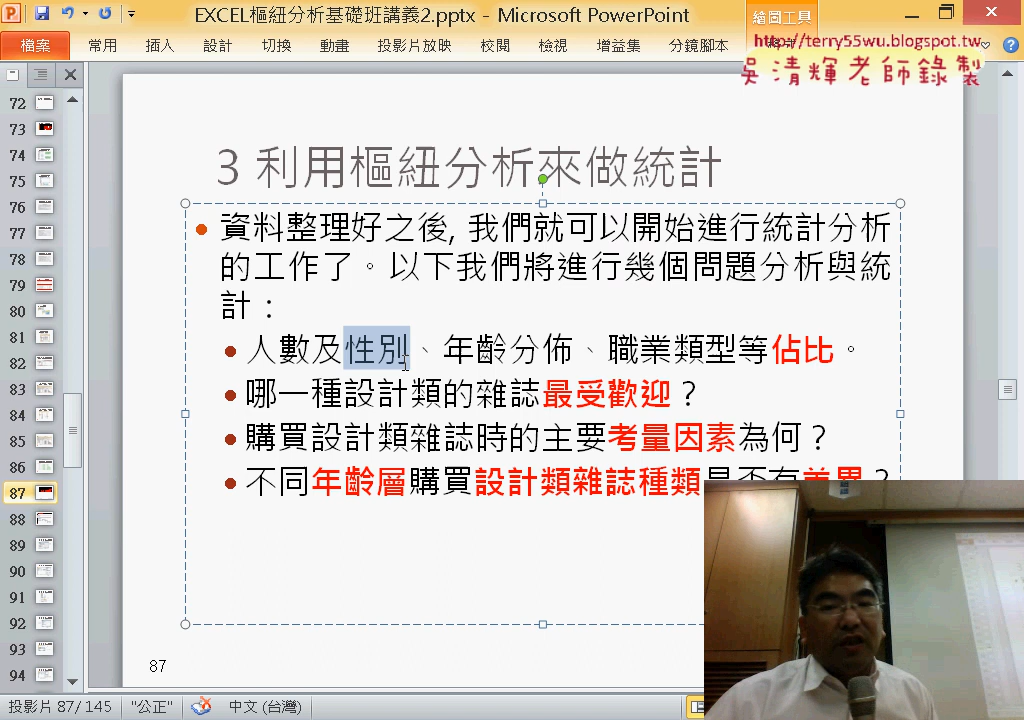 EXCEL樞紐分析基礎班講義2.pptx - Microsoft PowerPoint
繪圖工具
檔案 常用 插入 設計 切換 動畫 投影片放映 校閱 檢視 增益集 分鏡腳本
http://terry55wu.blogspot.tw
吳清輝老師錄製
3 利用樞紐分析來做統計
資料整理好之後, 我們就可以開始進行統計分析
的工作了。以下我們將進行幾個問題分析與統
計：
人數及性別、年齡分佈、職業類型等佔比。
哪一種設計類的雜誌最受歡迎？
購買設計類雜誌時的主要考量因素為何？
不同年齡層購買設計類雜誌種類是否有差異？
87
72
73
74
75
76
77
78
79
80
81
82
83
84
85
86
87
88
89
90
91
92
93
94
投影片 87/ 145 "公正" 中文 (台灣)